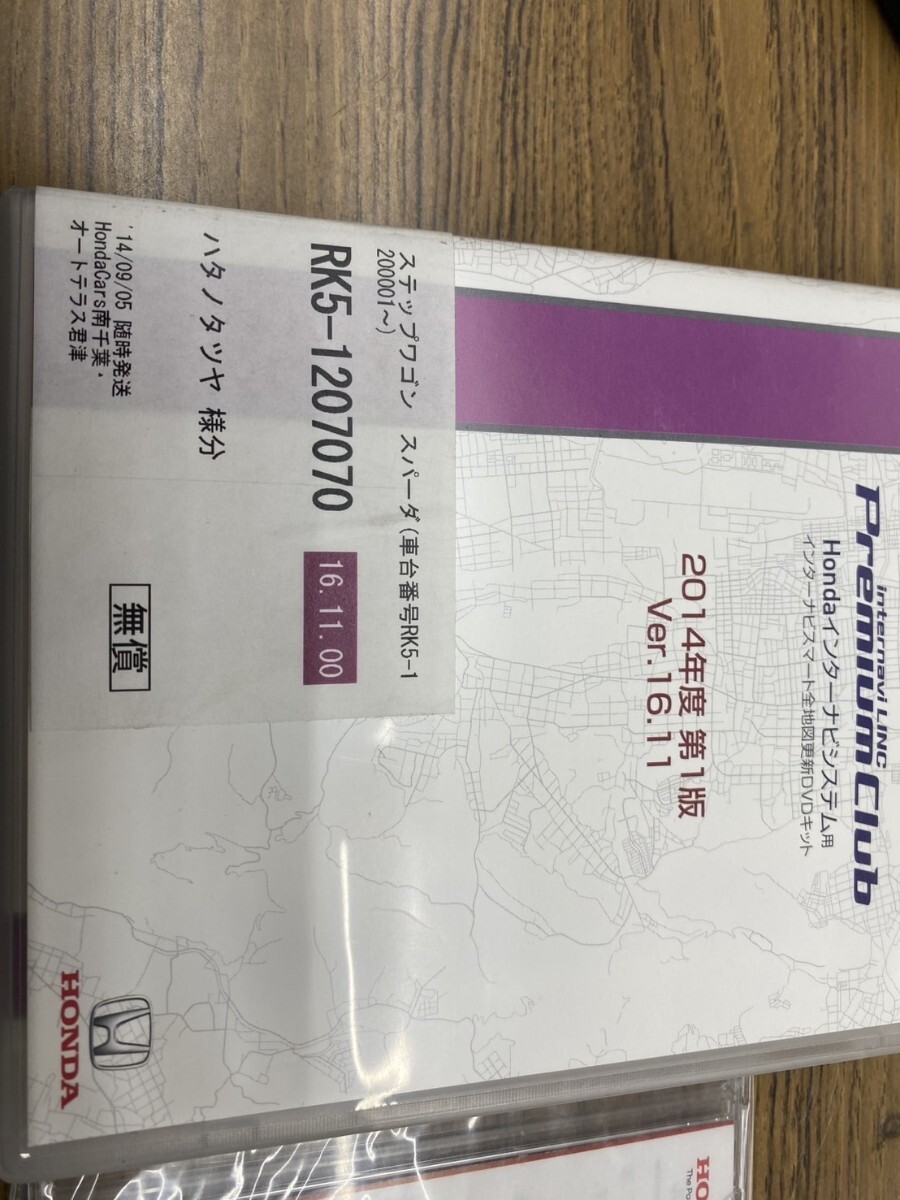 internavi LINC
Premium Club
Hondaインターナビシステム用
インターナビスマート全地図更新DVDキット
2014年度 第1版
Ver.16.11
ステップワゴン スパーダ(車台番号RK5-1
200001~)
RK5-1207070 16.11.00
ハタノタツヤ 様分
'14/09/05 随時発送
HondaCars南千葉・
オートテラス君津
無償
HONDA
HO
The Po